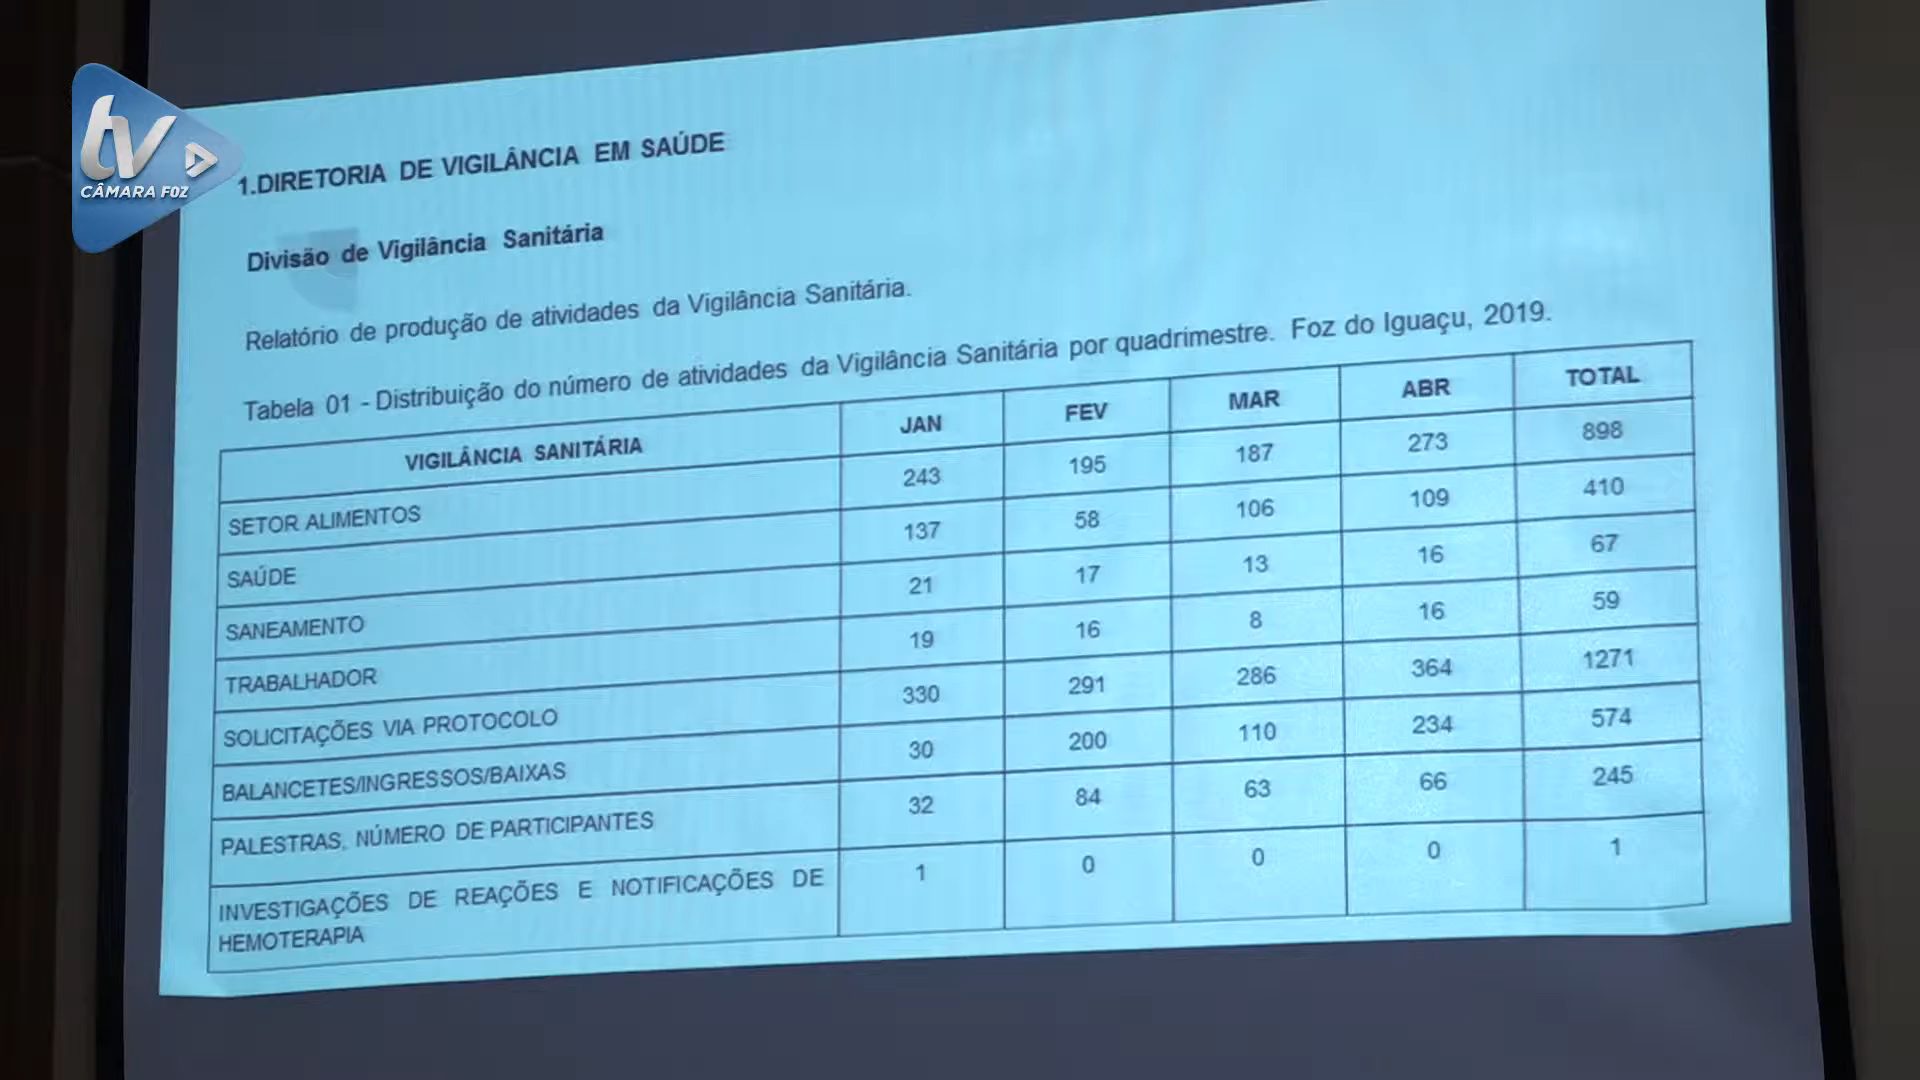 tv
CÂMARA FOZ
1.DIRETORIA DE VIGILÂNCIA EM SAÚDE
Divisão de Vigilância Sanitária
Relatório de produção de atividades da Vigilância Sanitária.
Tabela 01 - Distribuição do número de atividades da Vigilância Sanitária por quadrimestre. Foz do Iguaçu, 2019.
VIGILÂNCIA SANITÁRIA JAN FEV MAR ABR TOTAL
SETOR ALIMENTOS 243 195 187 273 898
SAÚDE 137 58 106 109 410
SANEAMENTO 21 17 13 16 67
TRABALHADOR 19 16 8 16 59
SOLICITAÇÕES VIA PROTOCOLO 330 291 286 364 1271
BALANCETES/INGRESSOS/BAIXAS 30 200 110 234 574
PALESTRAS, NÚMERO DE PARTICIPANTES 32 84 63 66 245
INVESTIGAÇÕES DE REAÇÕES E NOTIFICAÇÕES DE 1 0 0 0 1
HEMOTERAPIA